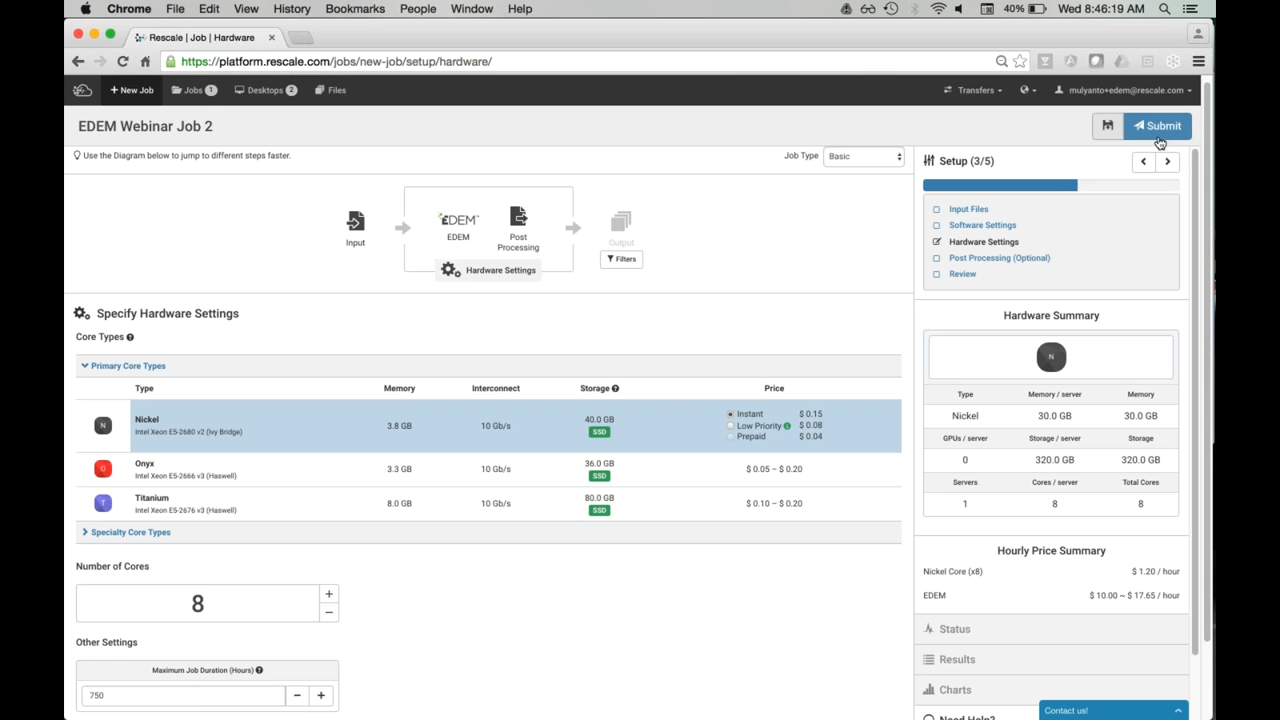 Chrome File Edit View History Bookmarks People Window Help 40% Wed 8:46:19 AM
Rescale | Job | Hardware
https://platform.rescale.com/jobs/new-job/setup/hardware/
+ New Job Jobs 1 Desktops 2 Files Transfers mulyanto+edem@rescale.com
EDEM Webinar Job 2
Submit
Use the Diagram below to jump to different steps faster.
Job Type Basic
Input
EDEM
EDEM
Post
Processing
Output
Filters
Hardware Settings
Specify Hardware Settings
Core Types
Primary Core Types
Type Memory Interconnect Storage Price
N Nickel
Intel Xeon E5-2680 v2 (Ivy Bridge)
3.8 GB 10 Gb/s 40.0 GB
SSD
Instant $ 0.15
Low Priority $ 0.08
Prepaid $ 0.04
O Onyx
Intel Xeon E5-2666 v3 (Haswell)
3.3 GB 10 Gb/s 36.0 GB
SSD
$ 0.05 – $ 0.20
T Titanium
Intel Xeon E5-2676 v3 (Haswell)
8.0 GB 10 Gb/s 80.0 GB
SSD
$ 0.10 – $ 0.20
Specialty Core Types
Number of Cores
8
+
−
Other Settings
Maximum Job Duration (Hours)
750 − +
Setup (3/5)
Input Files
Software Settings
Hardware Settings
Post Processing (Optional)
Review
Hardware Summary
N
Type Memory / server Memory
Nickel 30.0 GB 30.0 GB
GPUs / server Storage / server Storage
0 320.0 GB 320.0 GB
Servers Cores / server Total Cores
1 8 8
Hourly Price Summary
Nickel Core (x8) $ 1.20 / hour
EDEM $ 10.00 ~ $ 17.65 / hour
Status
Results
Charts
Need Help?
Contact us!